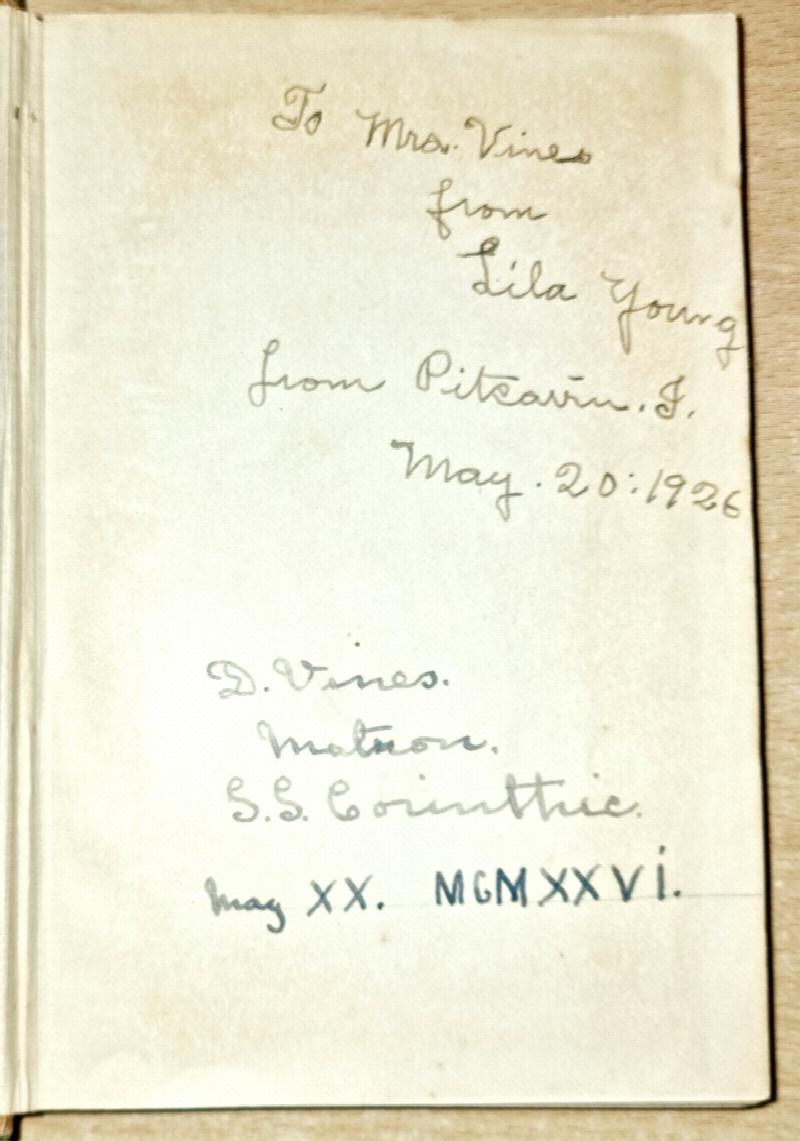 To Mrs. Vines
from
Lila Young
from Pitcairn. I.
May. 20: 1926
D. Vines.
Matron.
S.S. Corinthic.
May XX. MCMXXVi.